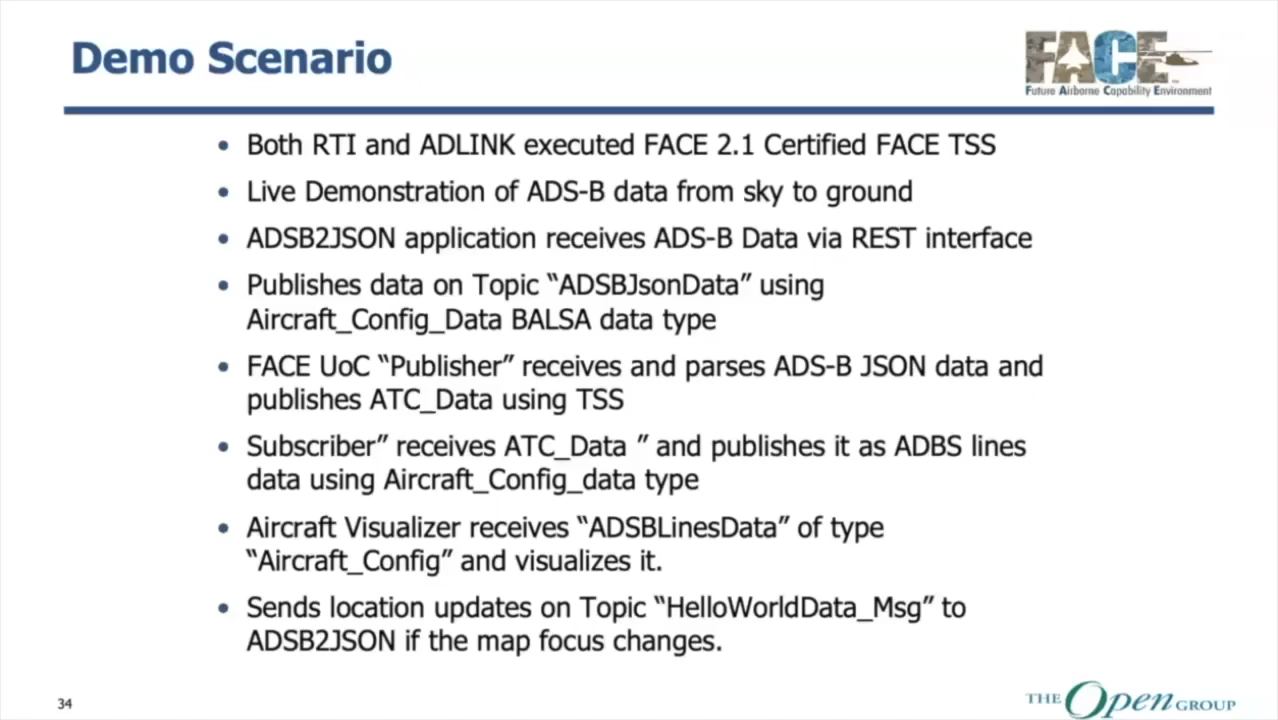 Demo Scenario
FACE
Future Airborne Capability Environment
• Both RTI and ADLINK executed FACE 2.1 Certified FACE TSS
• Live Demonstration of ADS-B data from sky to ground
• ADSB2JSON application receives ADS-B Data via REST interface
• Publishes data on Topic “ADSBJsonData” using
Aircraft_Config_Data BALSA data type
• FACE UoC “Publisher” receives and parses ADS-B JSON data and
publishes ATC_Data using TSS
• Subscriber” receives ATC_Data ” and publishes it as ADBS lines
data using Aircraft_Config_data type
• Aircraft Visualizer receives “ADSBLinesData” of type
“Aircraft_Config” and visualizes it.
• Sends location updates on Topic “HelloWorldData_Msg” to
ADSB2JSON if the map focus changes.
34
THE Open GROUP